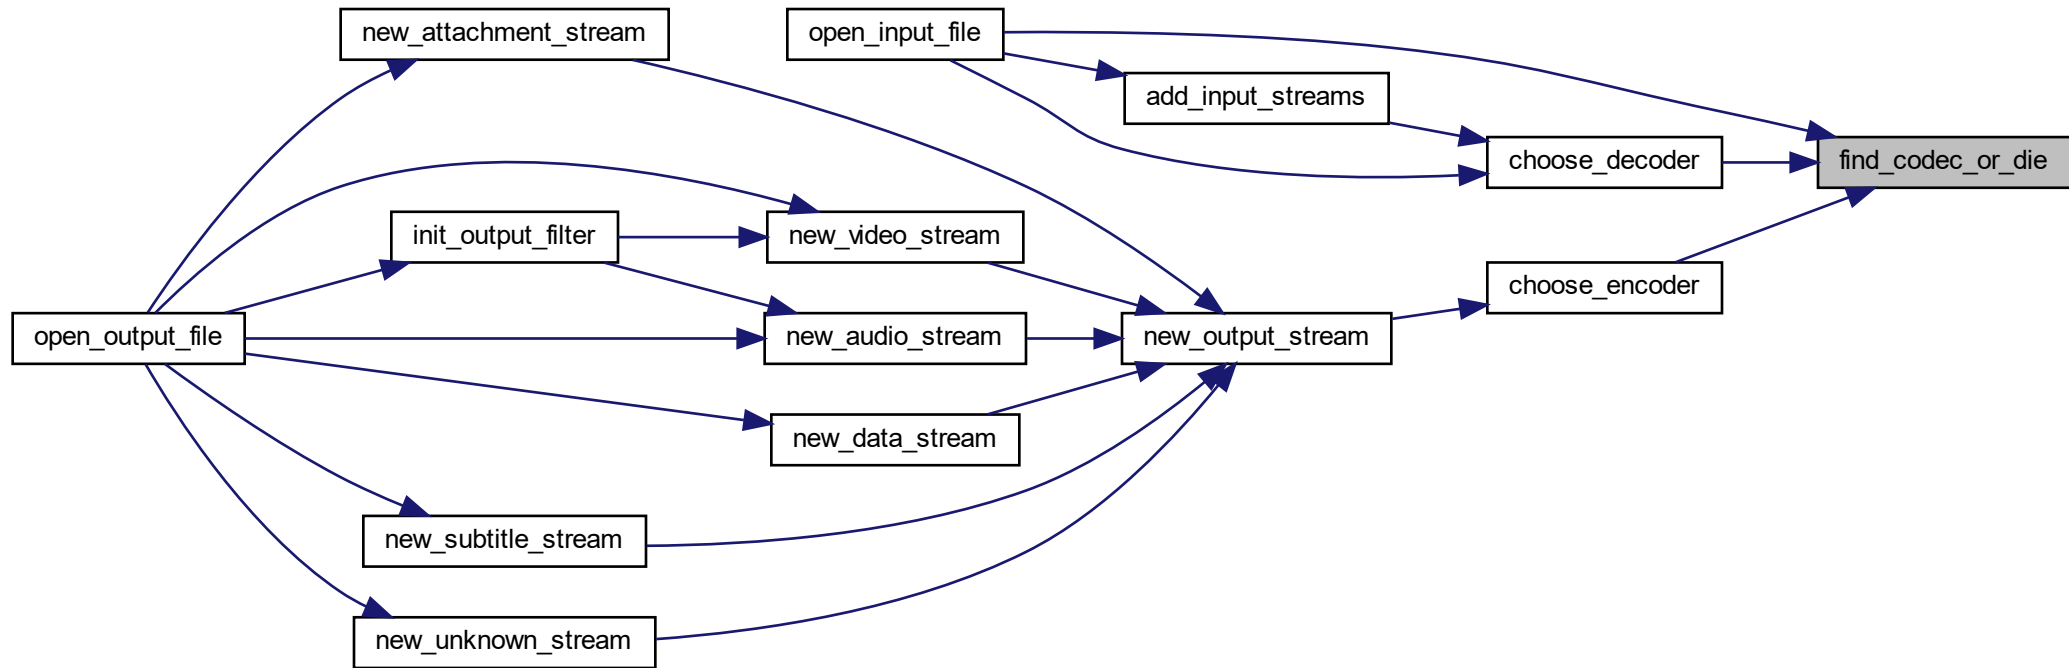 new_attachment_stream
open_input_file
add_input_streams
choose_decoder
find_codec_or_die
init_output_filter
new_video_stream
choose_encoder
open_output_file
new_audio_stream
new_output_stream
new_data_stream
new_subtitle_stream
new_unknown_stream